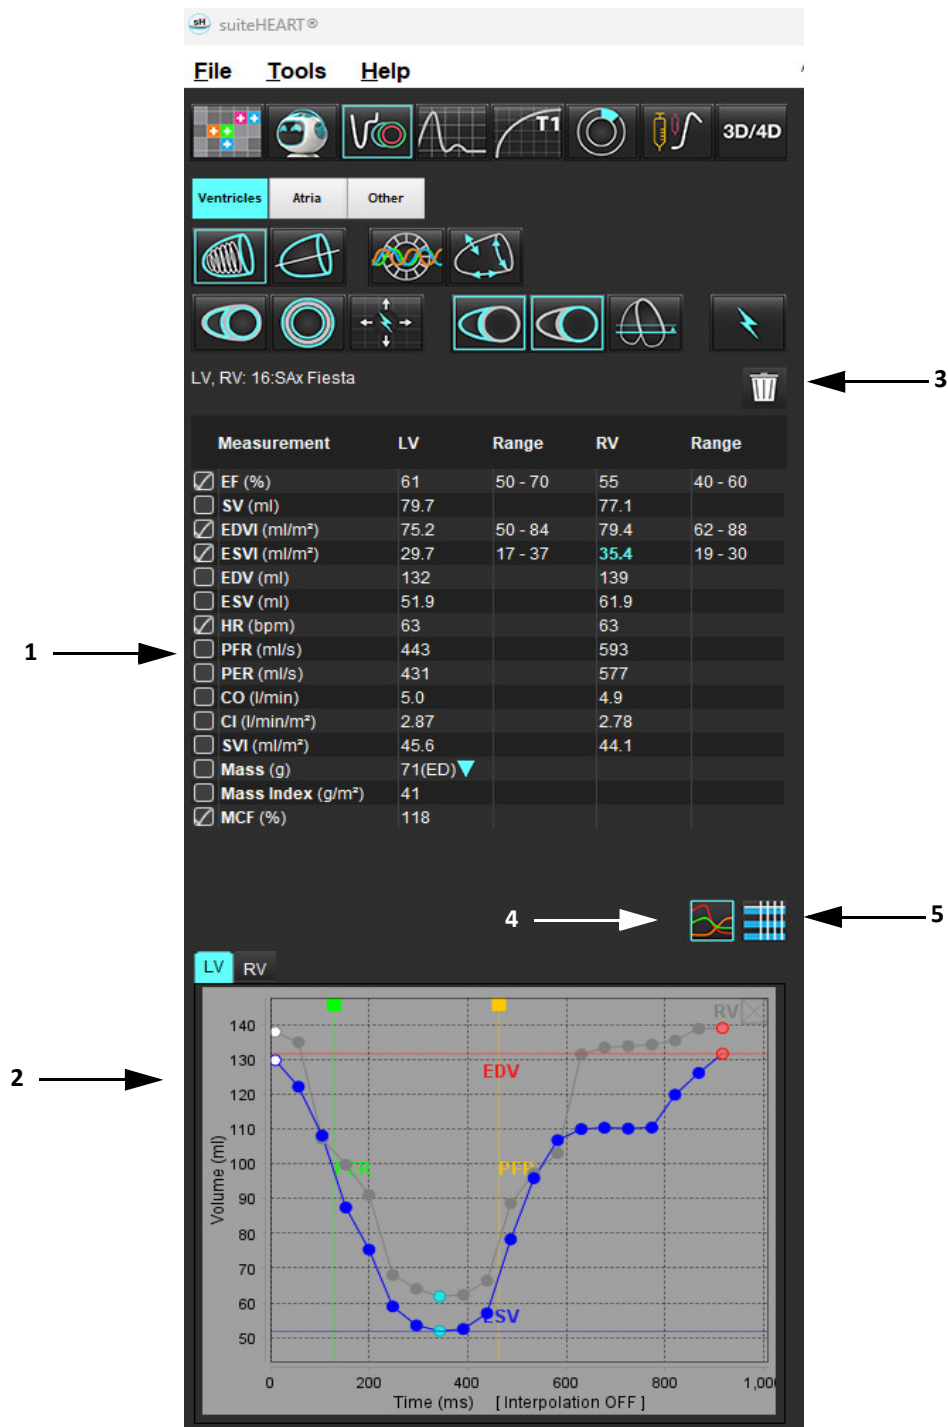 sH suiteHEART®
File Tools Help
T1 3D/4D
Ventricles Atria Other
LV, RV: 16:SAx Fiesta
3
Measurement LV Range RV Range
EF (%) 61 50 - 70 55 40 - 60
SV (ml) 79.7 77.1
EDVI (ml/m²) 75.2 50 - 84 79.4 62 - 88
ESVI (ml/m²) 29.7 17 - 37 35.4 19 - 30
EDV (ml) 132 139
ESV (ml) 51.9 61.9
HR (bpm) 63 63
1
PFR (ml/s) 443 593
PER (ml/s) 431 577
CO (l/min) 5.0 4.9
CI (l/min/m²) 2.87 2.78
SVI (ml/m²) 45.6 44.1
Mass (g) 71(ED)
Mass Index (g/m²) 41
MCF (%) 118
4
5
LV RV
RV
140
130
EDV
2
120
110
100
PFR
90
80
70
60
ESV
50
Volume (ml)
0 200 400 600 800 1,00
Time (ms) [ Interpolation OFF ]